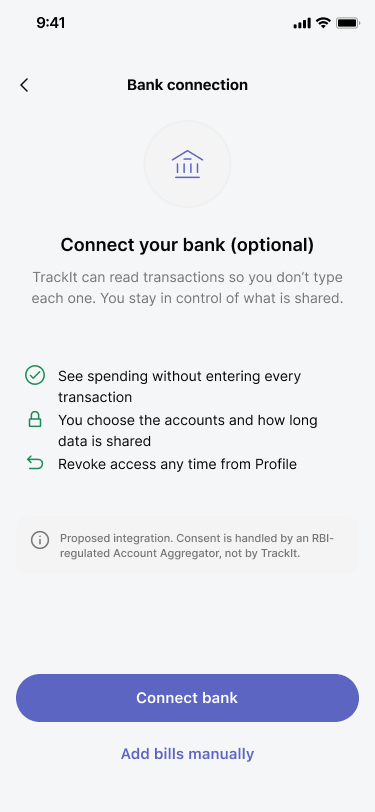 9:41
Bank connection
Connect your bank (optional)
TrackIt can read transactions so you don’t type
each one. You stay in control of what is shared.
See spending without entering every
transaction
You choose the accounts and how long
data is shared
Revoke access any time from Profile
Proposed integration. Consent is handled by an RBI-
regulated Account Aggregator, not by TrackIt.
Connect bank
Add bills manually